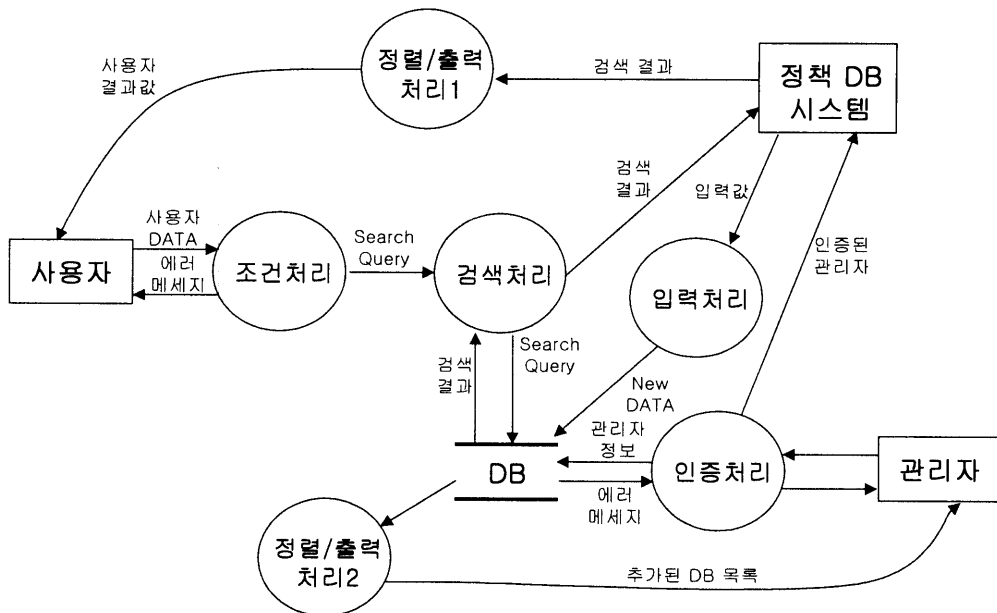 사용자
결과값
정렬/출력
처리1
검색 결과
정책 DB
시스템
검색
결과
입력값
인증된
관리자
사용자
사용자
DATA
에러
메세지
조건처리
Search
Query
검색처리
입력처리
검색
결과
Search
Query
New
DATA
관리자
정보
DB
에러
메세지
인증처리
관리자
정렬/출력
처리2
추가된 DB 목록